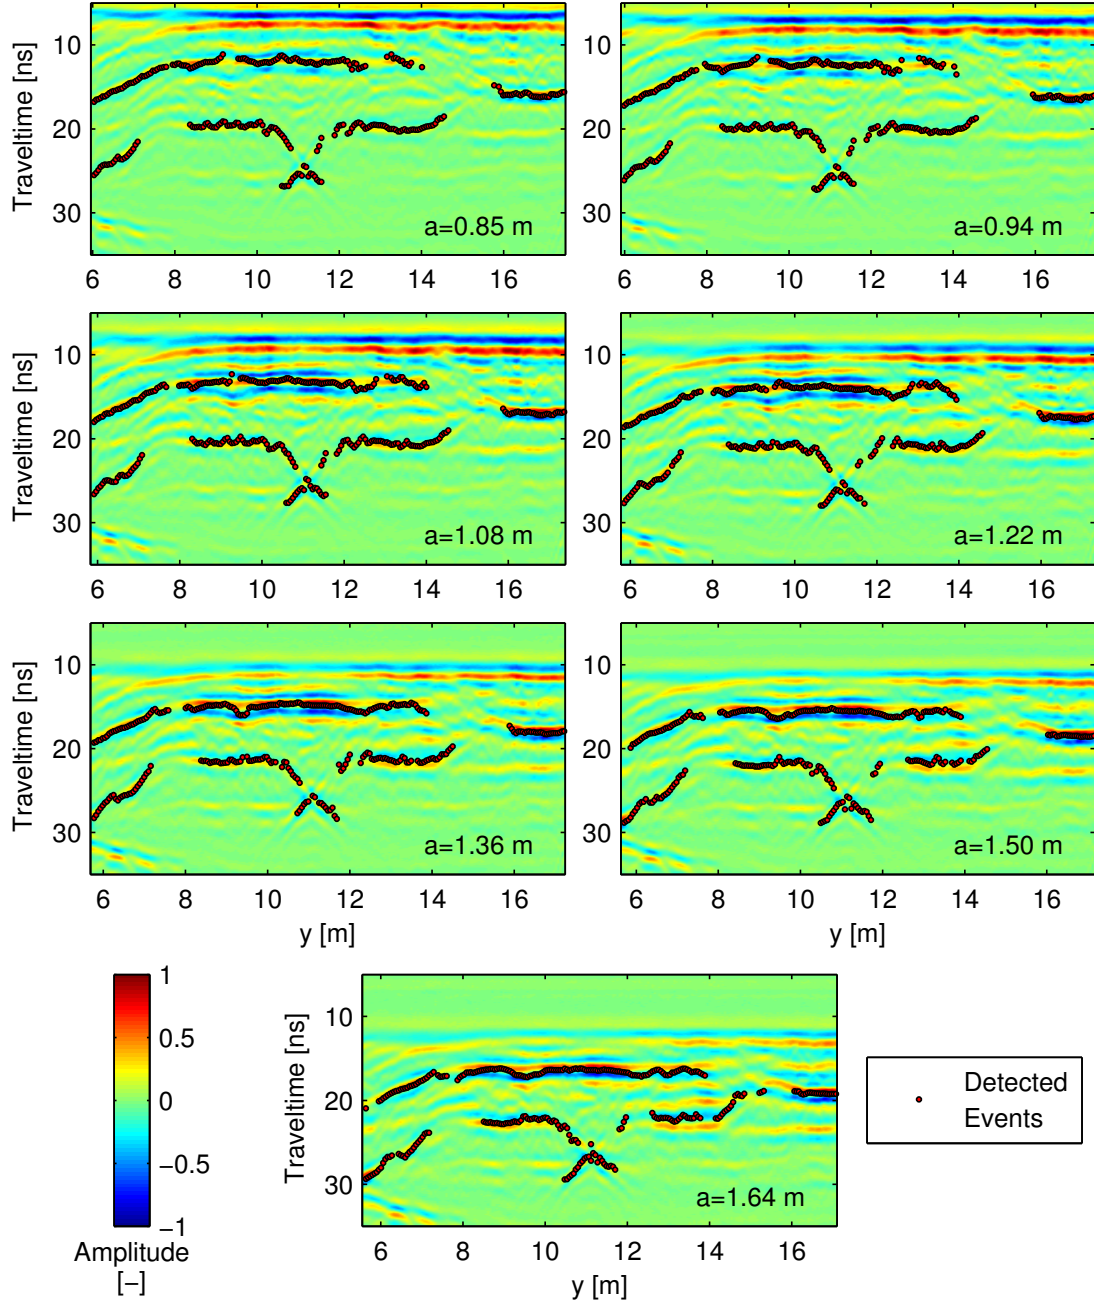 Traveltime [ns]
10
20
30
a=0.85 m
6 8 10 12 14 16
10
20
30
a=0.94 m
6 8 10 12 14 16
Traveltime [ns]
10
20
30
a=1.08 m
6 8 10 12 14 16
10
20
30
a=1.22 m
6 8 10 12 14 16
Traveltime [ns]
10
20
30
a=1.36 m
6 8 10 12 14 16
y [m]
10
20
30
a=1.50 m
6 8 10 12 14 16
y [m]
1
0.5
0
−0.5
−1
Amplitude
[−]
Traveltime [ns]
10
20
30
a=1.64 m
6 8 10 12 14 16
y [m]
Detected
Events